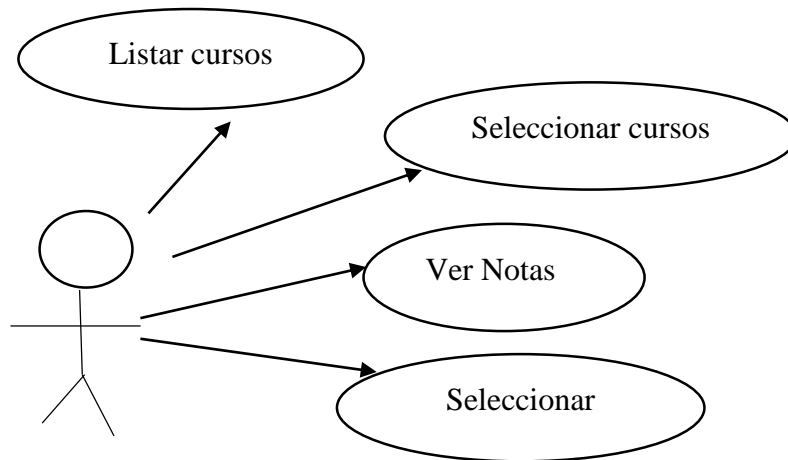 Listar cursos
Seleccionar cursos
Ver Notas
Seleccionar